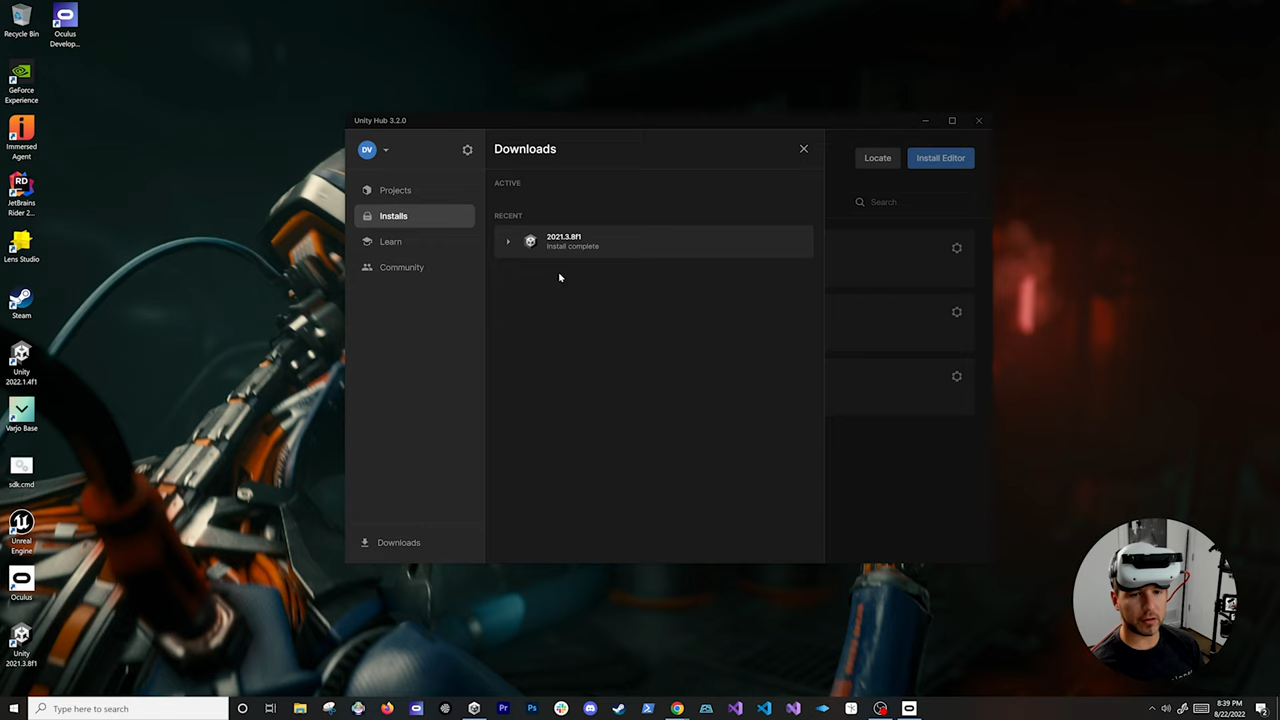 Recycle Bin
Oculus
Develop...
GeForce
Experience
Immersed
Agent
RD
JetBrains
Rider 2...
Lens Studio
Steam
Unity
2022.1.4f1
Varjo Base
sdk.cmd
Unreal
Engine
Oculus
Unity
2021.3.8f1
Unity Hub 3.2.0
DV
Projects
Installs
Learn
Community
Downloads
Downloads
ACTIVE
RECENT
2021.3.8f1
Install complete
Locate
Install Editor
Search
Type here to search
Pr
Ps
8:39 PM
8/22/2022